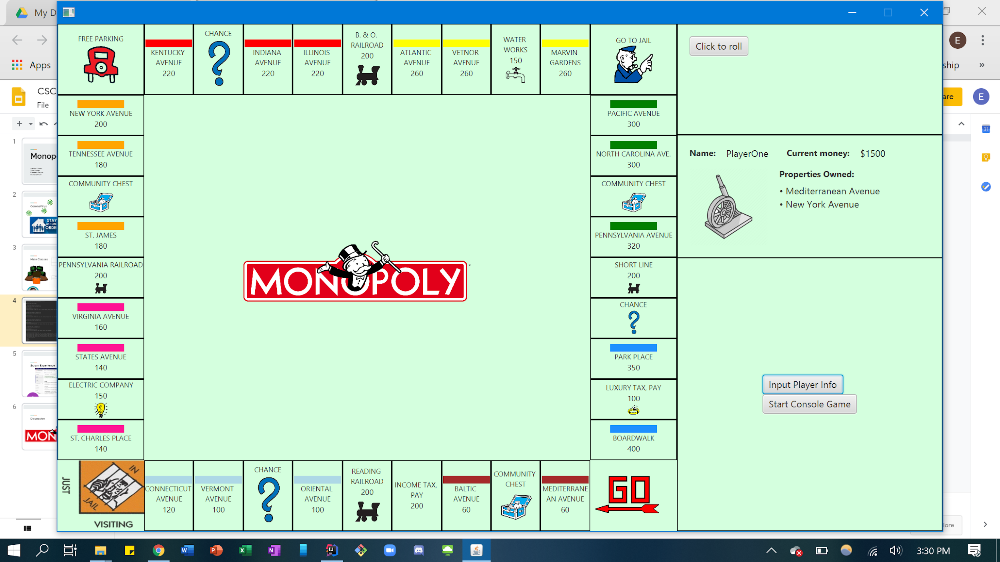 My D
E
Apps
ship
»
CSC
File
are
E
31
1
Monop
2
CoronaVirus
STAY
AT HOM
ORDE
3
Main Classes
4
5
Scrum Experience
6
Discussion
MON
lore
FREE PARKING
KENTUCKY
AVENUE
220
CHANCE
INDIANA
AVENUE
220
ILLINOIS
AVENUE
220
B. & O.
RAILROAD
200
ATLANTIC
AVENUE
260
VETNOR
AVENUE
260
WATER
WORKS
150
MARVIN
GARDENS
260
GO TO JAIL
NEW YORK AVENUE
200
TENNESSEE AVENUE
180
COMMUNITY CHEST
ST. JAMES
180
PENNSYLVANIA RAILROAD
200
VIRGINIA AVENUE
160
STATES AVENUE
140
ELECTRIC COMPANY
150
$
ST. CHARLES PLACE
140
MONOPOLY
®
PACIFIC AVENUE
300
NORTH CAROLINA AVE.
300
COMMUNITY CHEST
PENNSYLVANIA AVENUE
320
SHORT LINE
200
CHANCE
PARK PLACE
350
LUXURY TAX, PAY
100
BOARDWALK
400
JUST
IN
JAIL
VISITING
CONNECTICUT
AVENUE
120
VERMONT
AVENUE
100
CHANCE
ORIENTAL
AVENUE
100
READING
RAILROAD
200
INCOME TAX,
PAY
200
BALTIC
AVENUE
60
COMMUNITY
CHEST
MEDITERRANE
AN AVENUE
60
GO
Click to roll
Name: PlayerOne Current money: $1500
Properties Owned:
• Mediterranean Avenue
• New York Avenue
Input Player Info
Start Console Game
W
P
X
N
IJ
3:30 PM